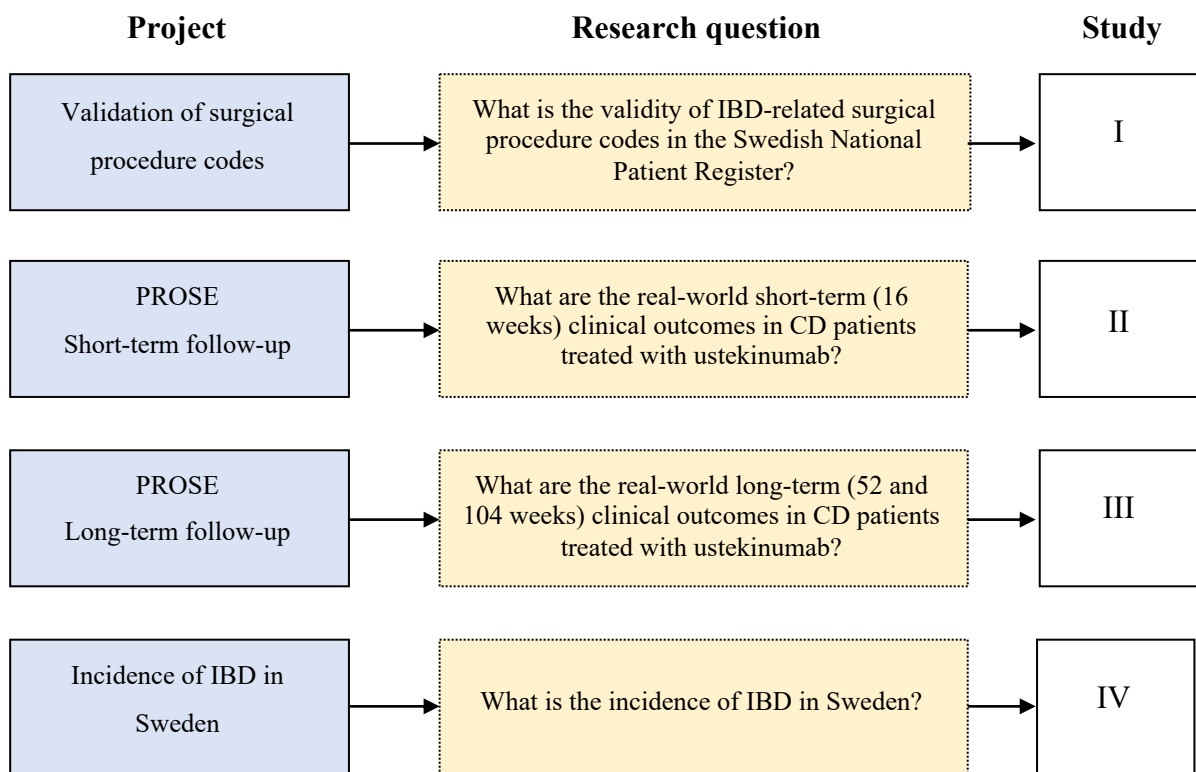 Project
Research question
Study
Validation of surgical
procedure codes
What is the validity of IBD-related surgical
procedure codes in the Swedish National
Patient Register?
I
PROSE
Short-term follow-up
What are the real-world short-term (16
weeks) clinical outcomes in CD patients
treated with ustekinumab?
II
PROSE
Long-term follow-up
What are the real-world long-term (52 and
104 weeks) clinical outcomes in CD patients
treated with ustekinumab?
III
Incidence of IBD in
Sweden
What is the incidence of IBD in Sweden?
IV